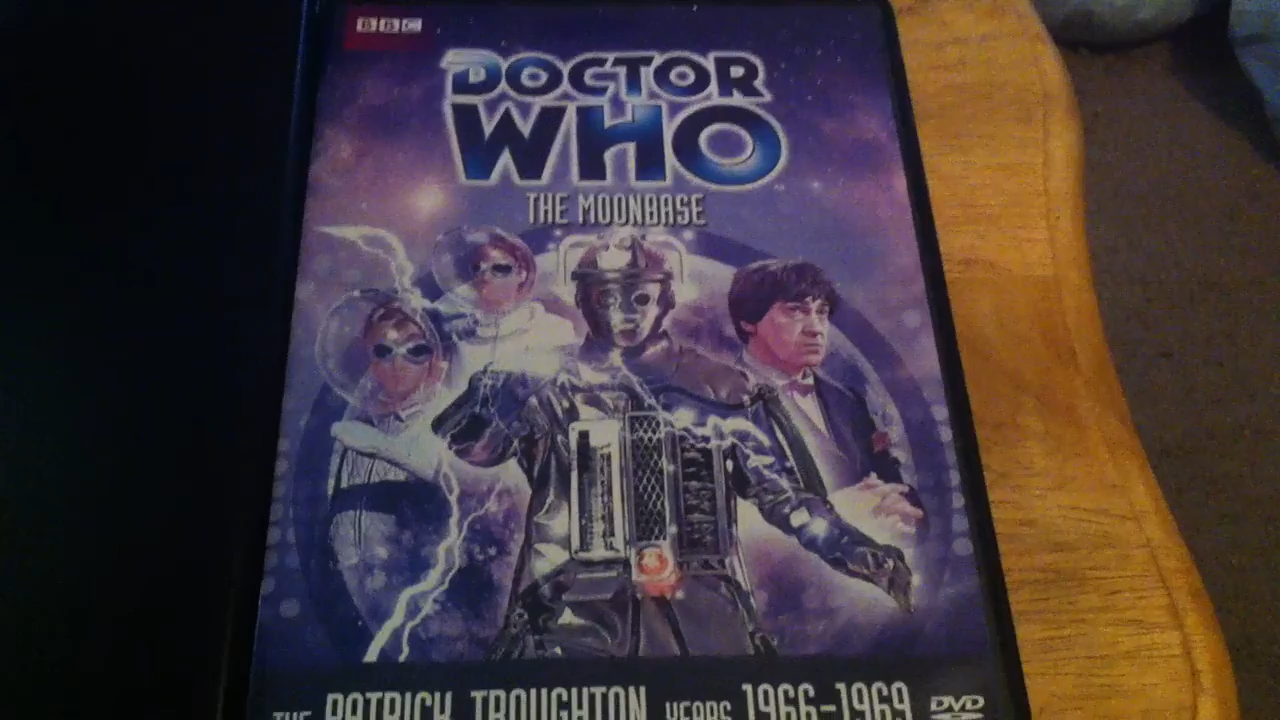 BBC
DOCTOR
WHO
THE MOONBASE
THE PATRICK TROUGHTON YEARS 1966-1969 DVD